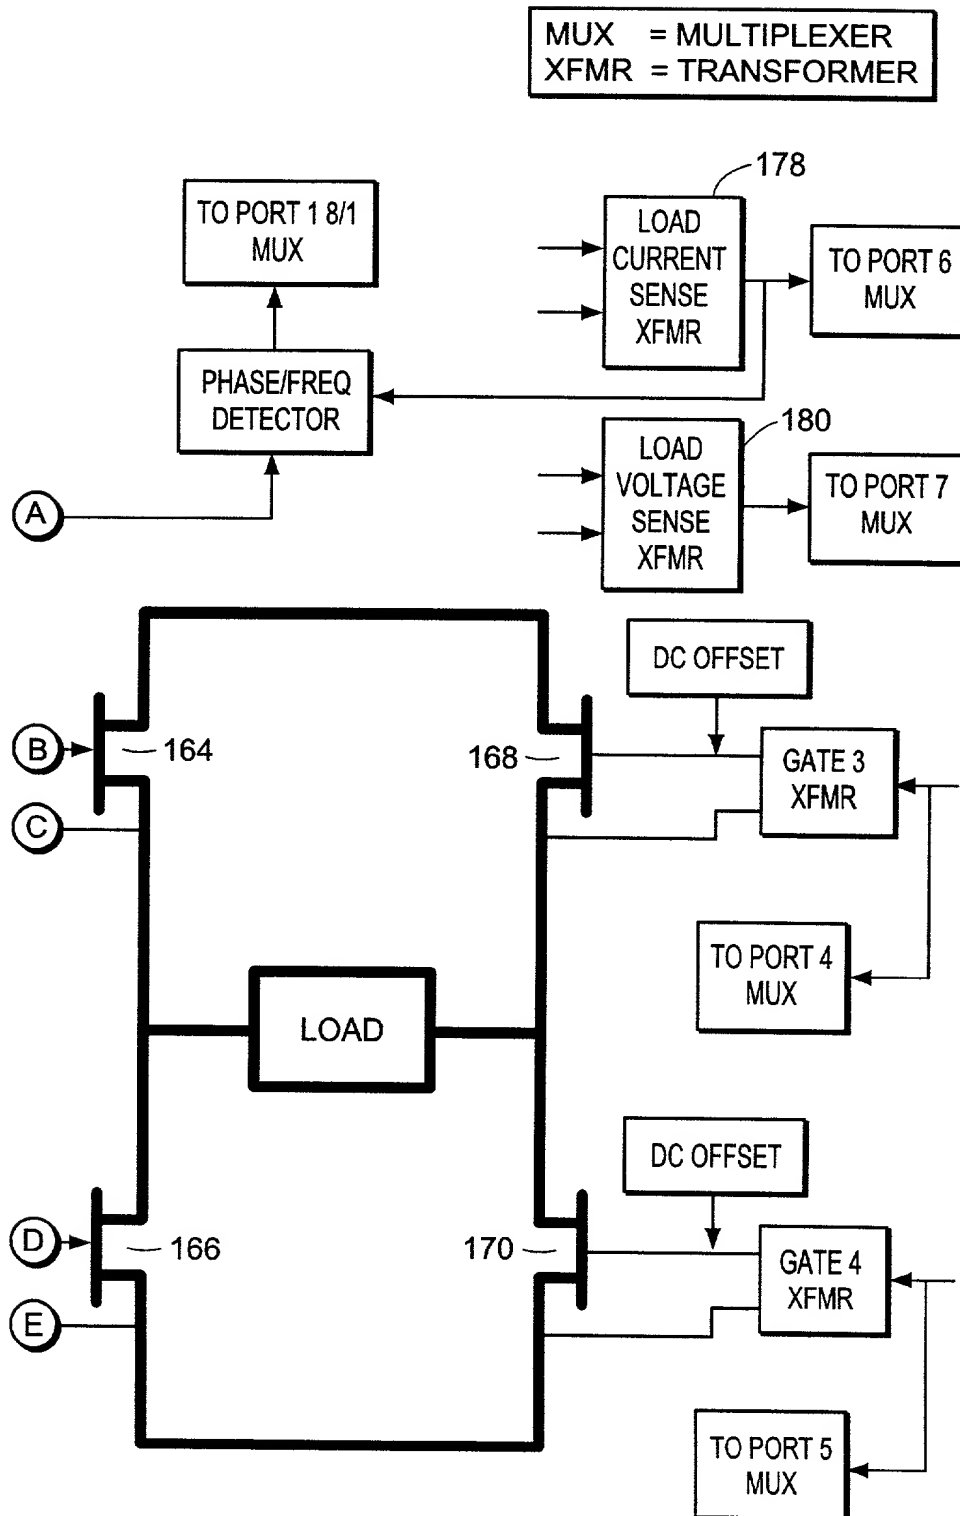 MUX = MULTIPLEXER
XFMR = TRANSFORMER
178
TO PORT 1 8/1
MUX
LOAD
CURRENT
SENSE
XFMR
TO PORT 6
MUX
PHASE/FREQ
DETECTOR
180
LOAD
VOLTAGE
SENSE
XFMR
TO PORT 7
MUX
A
DC OFFSET
B
164
168
GATE 3
XFMR
C
TO PORT 4
MUX
LOAD
DC OFFSET
D
166
170
GATE 4
XFMR
E
TO PORT 5
MUX